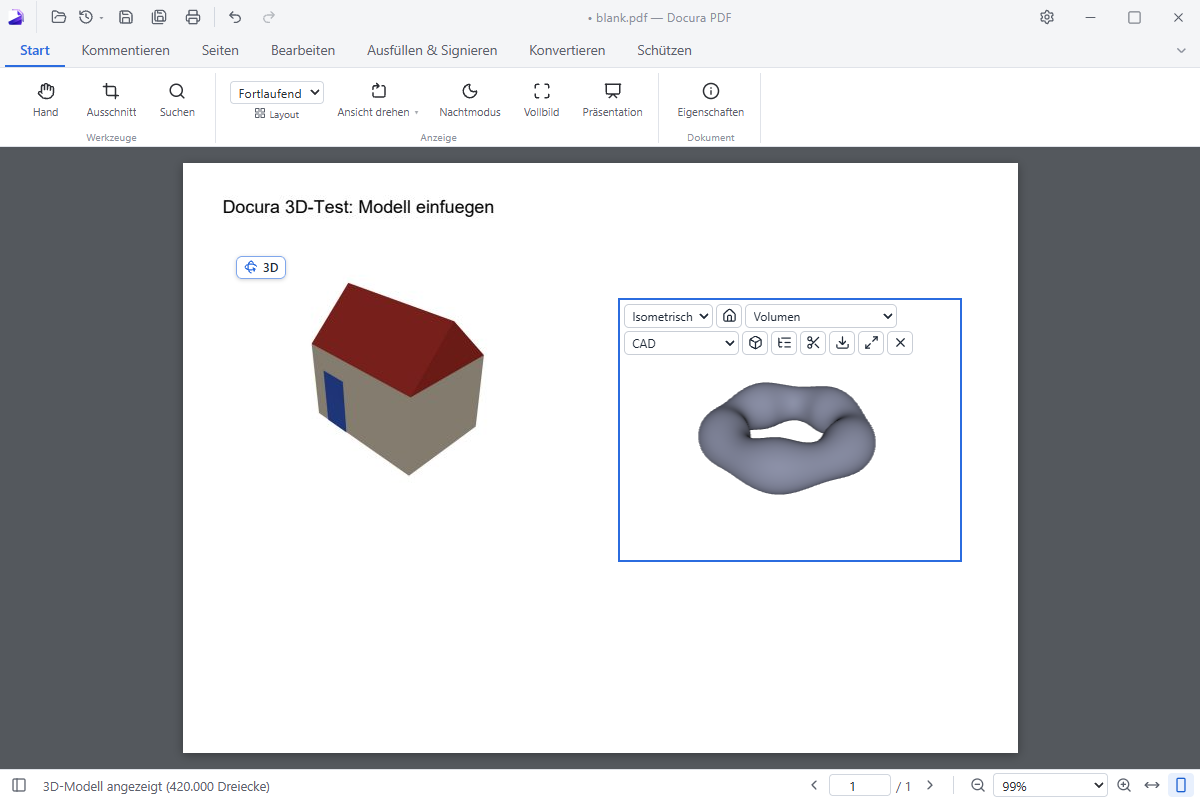 • blank.pdf — Docura PDF
Start Kommentieren Seiten Bearbeiten Ausfüllen & Signieren Konvertieren Schützen
Hand Ausschnitt Suchen
Werkzeuge
Fortlaufend
Layout
Ansicht drehen Nachtmodus Vollbild Präsentation
Anzeige
Eigenschaften
Dokument
Docura 3D-Test: Modell einfuegen
3D
Isometrisch Volumen
CAD
3D-Modell angezeigt (420.000 Dreiecke)
1 / 1
99%